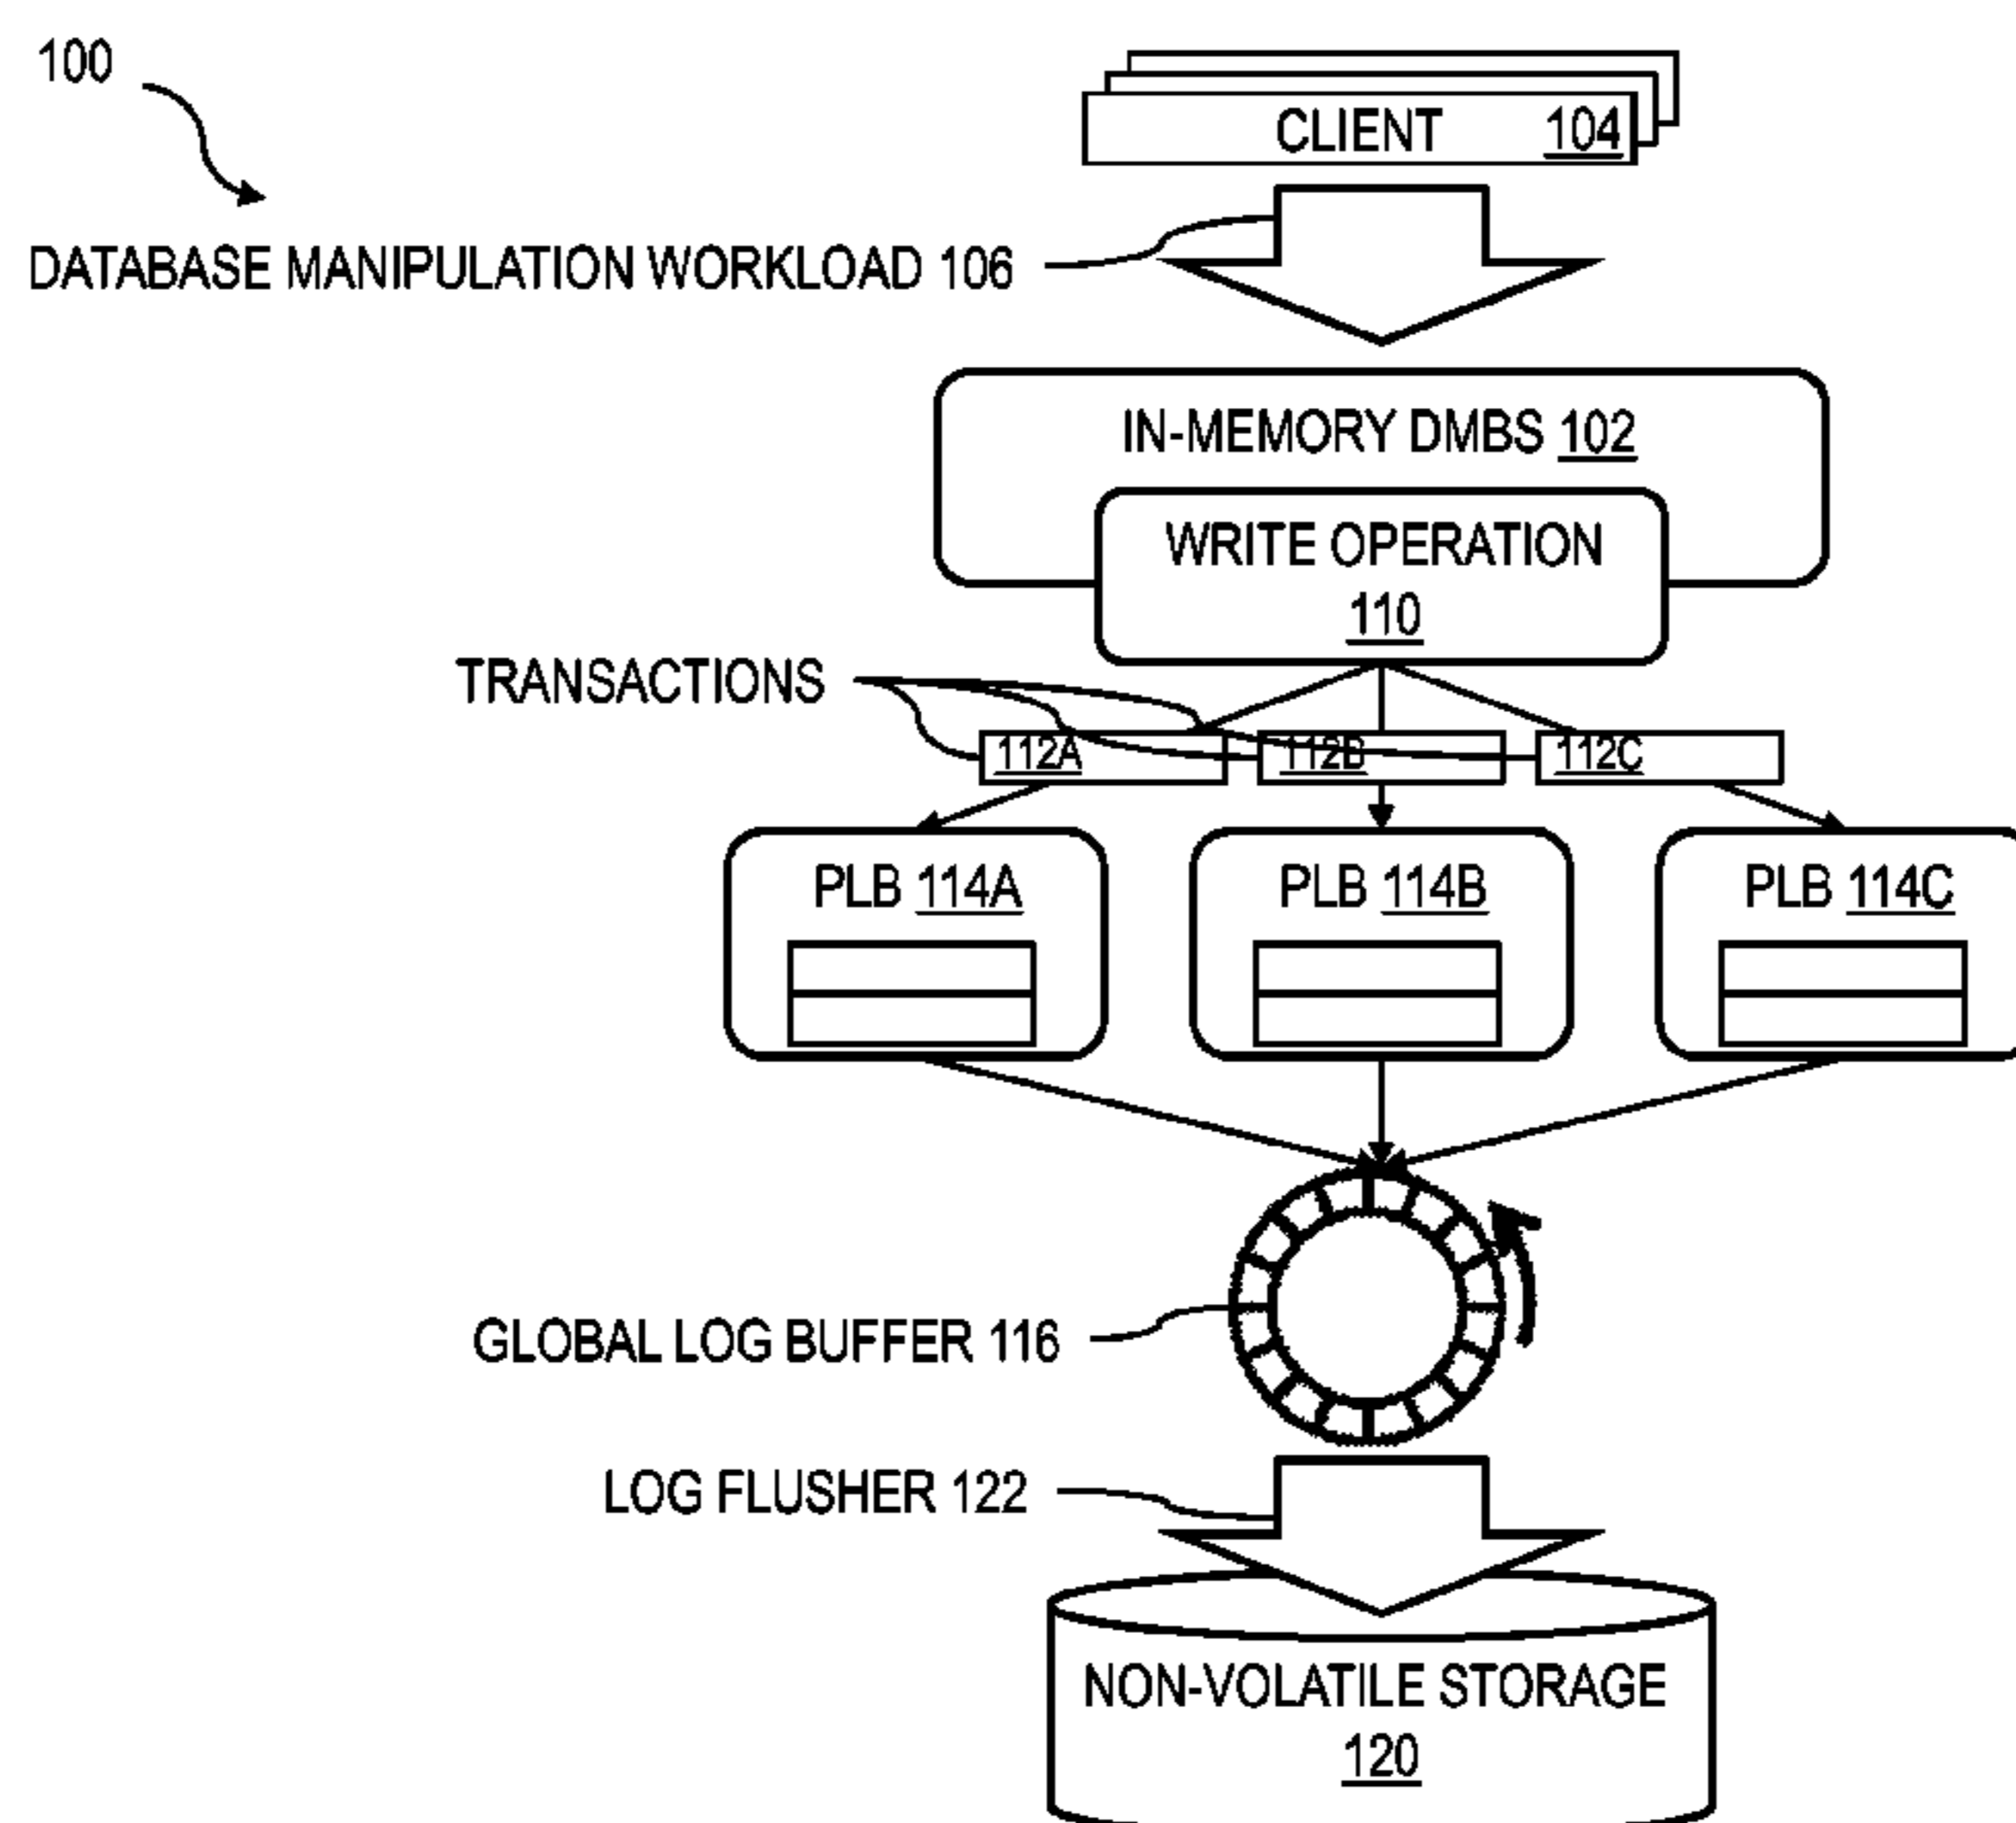 100
CLIENT 104
DATABASE MANIPULATION WORKLOAD 106
IN-MEMORY DMBS 102
WRITE OPERATION
110
TRANSACTIONS
112A 112B 112C
PLB 114A PLB 114B PLB 114C
GLOBAL LOG BUFFER 116
LOG FLUSHER 122
NON-VOLATILE STORAGE
120